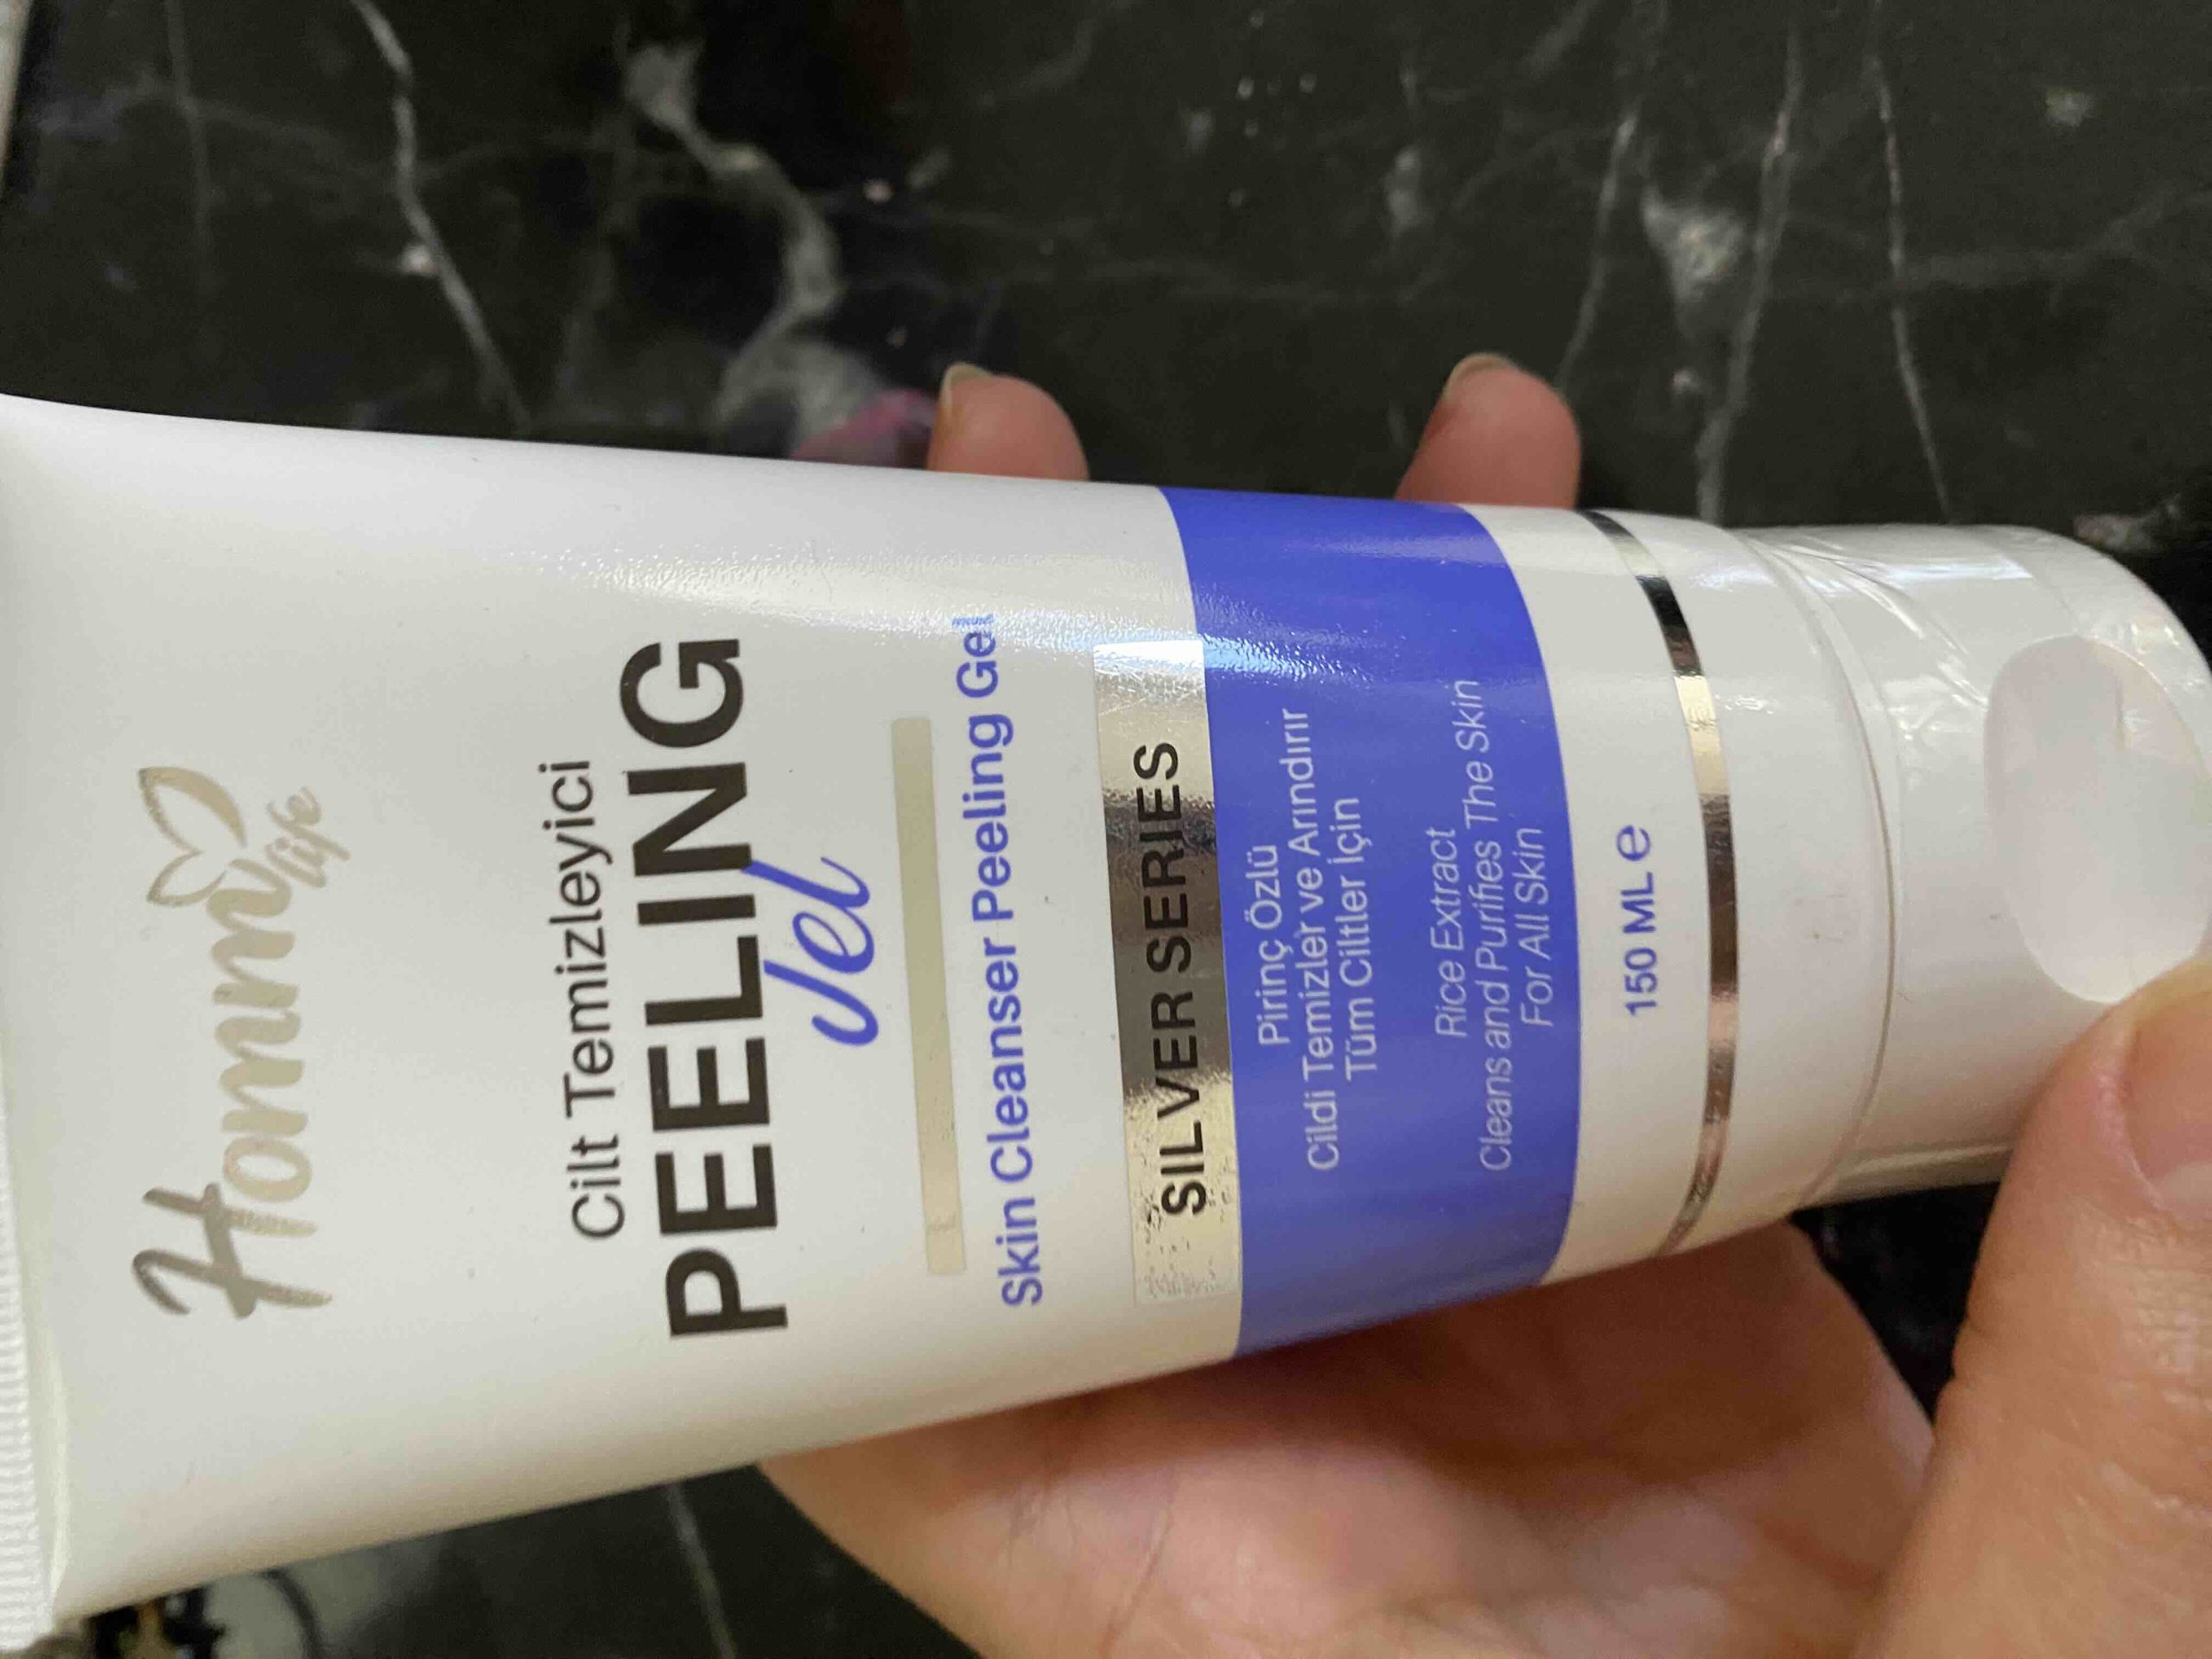 Homm life
Cilt Temizleyici
PEELING
Jel
Skin Cleanser Peeling Gel
SILVER SERIES
Pirinç Özlü
Cildi Temizler ve Arındırır
Tüm Ciltler İçin
Rice Extract
Cleans and Purifies The Skin
For All Skin
150 ML e